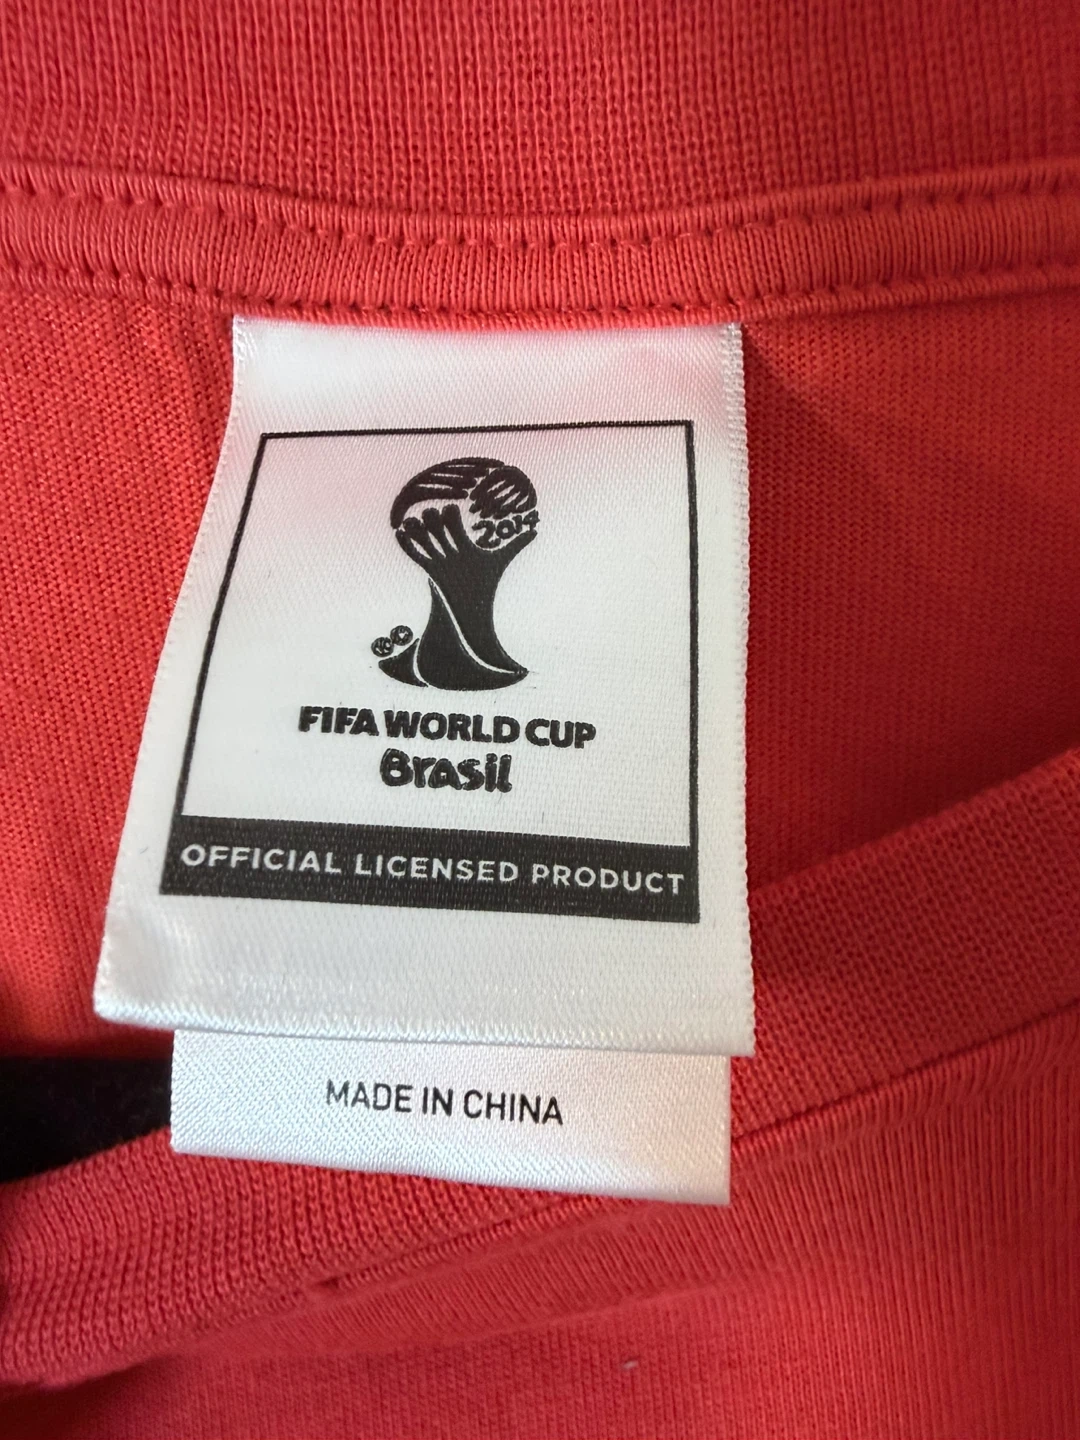 2014
FIFA WORLD CUP
Brasil
OFFICIAL LICENSED PRODUCT
MADE IN CHINA